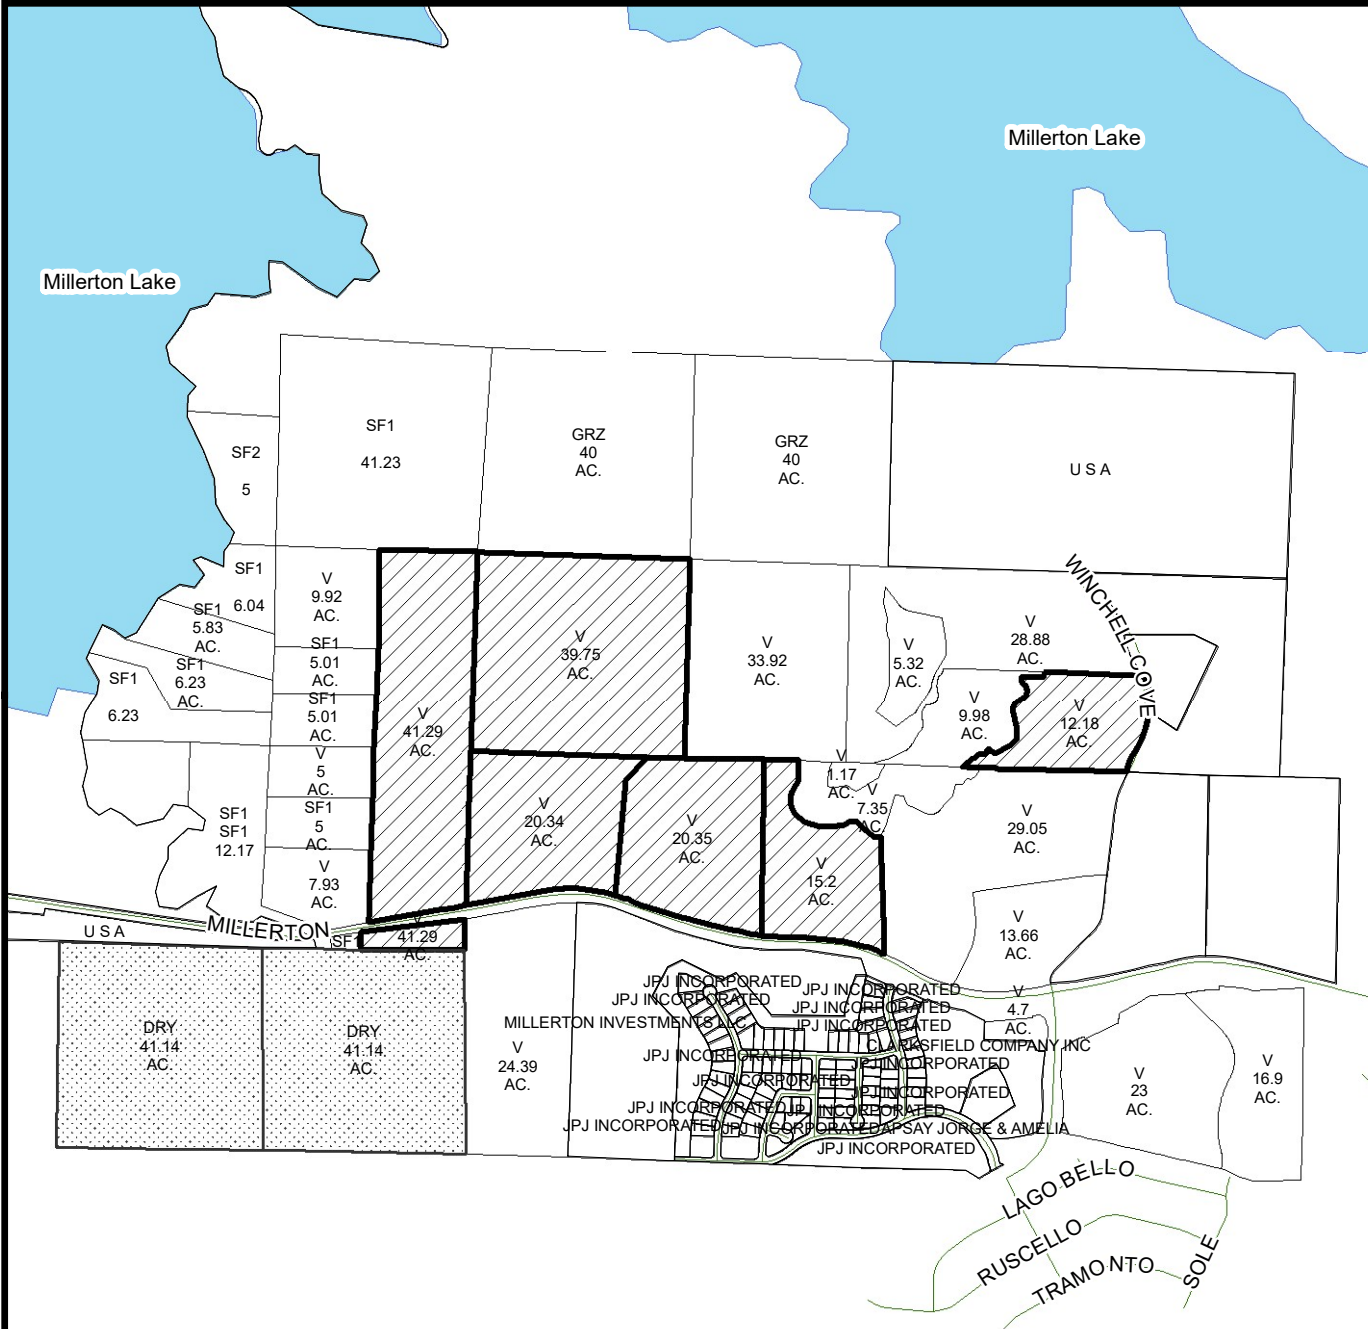 Millerton Lake
Millerton Lake
SF1
41.23
GRZ
40
AC.
GRZ
40
AC.
U S A
SF2
5
SF1
6.04
SF1
5.83
AC.
SF1
6.23
AC.
SF1
6.23
V
9.92
AC.
SF1
5.01
AC.
SF1
5.01
AC.
V
5
AC.
SF1
5
AC.
V
7.93
AC.
SF1
SF1
12.17
V
41.29
AC.
V
39.75
AC.
V
33.92
AC.
V
5.32
AC.
V
28.88
AC.
WINCHELL COVE
V
9.98
AC.
V
12.18
AC.
V
1.17
AC.
V
7.35
AC.
V
20.34
AC.
V
20.35
AC.
V
15.2
AC.
V
29.05
AC.
V
13.66
AC.
MILLERTON
U S A
SF1
V
41.29
AC.
DRY
41.14
AC.
DRY
41.14
AC.
V
24.39
AC.
JPJ INCORPORATED
JPJ INCORPORATED
JPJ INCORPORATED
JPJ INCORPORATED
MILLERTON INVESTMENTS LLC
JPJ INCORPORATED
CLARKSFIELD COMPANY INC
JPJ INCORPORATED
JPJ INCORPORATED
JPJ INCORPORATED
JPJ INCORPORATED
JPJ INCORPORATED
JPJ INCORPORATED
JPJ INCORPORATED
JPJ INCORPORATED
APSAY JORGE & AMELIA
JPJ INCORPORATED
V
4.7
AC.
V
23
AC.
V
16.9
AC.
LAGO BELLO
RUSCELLO
TRAMONTO
SOLE